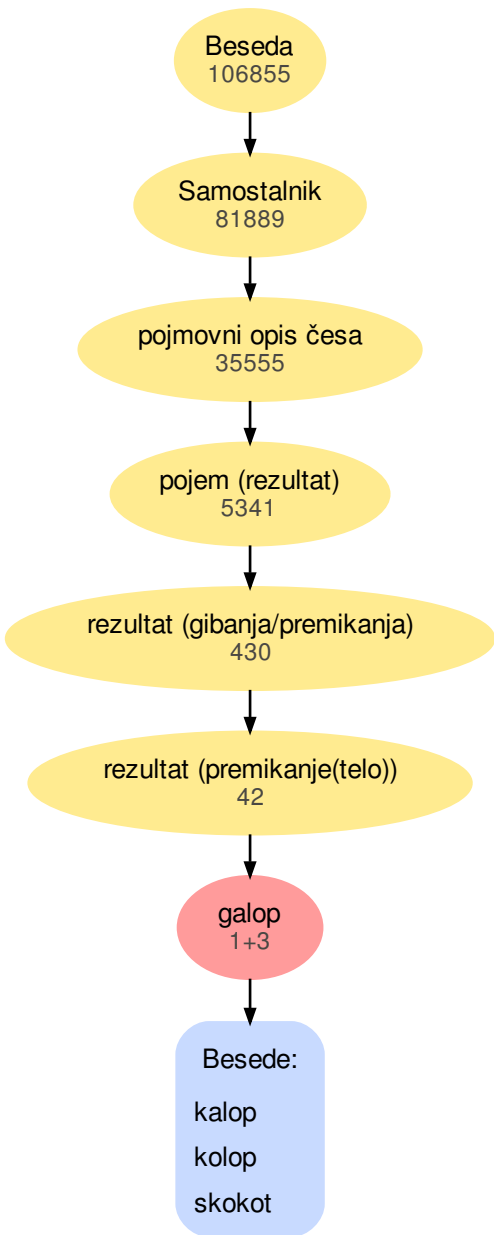 Beseda
106855
Samostalnik
81889
pojmovni opis česa
35555
pojem (rezultat)
5341
rezultat (gibanja/premikanja)
430
rezultat (premikanje(telo))
42
galop
1+3
Besede:
kalop
kolop
skokot